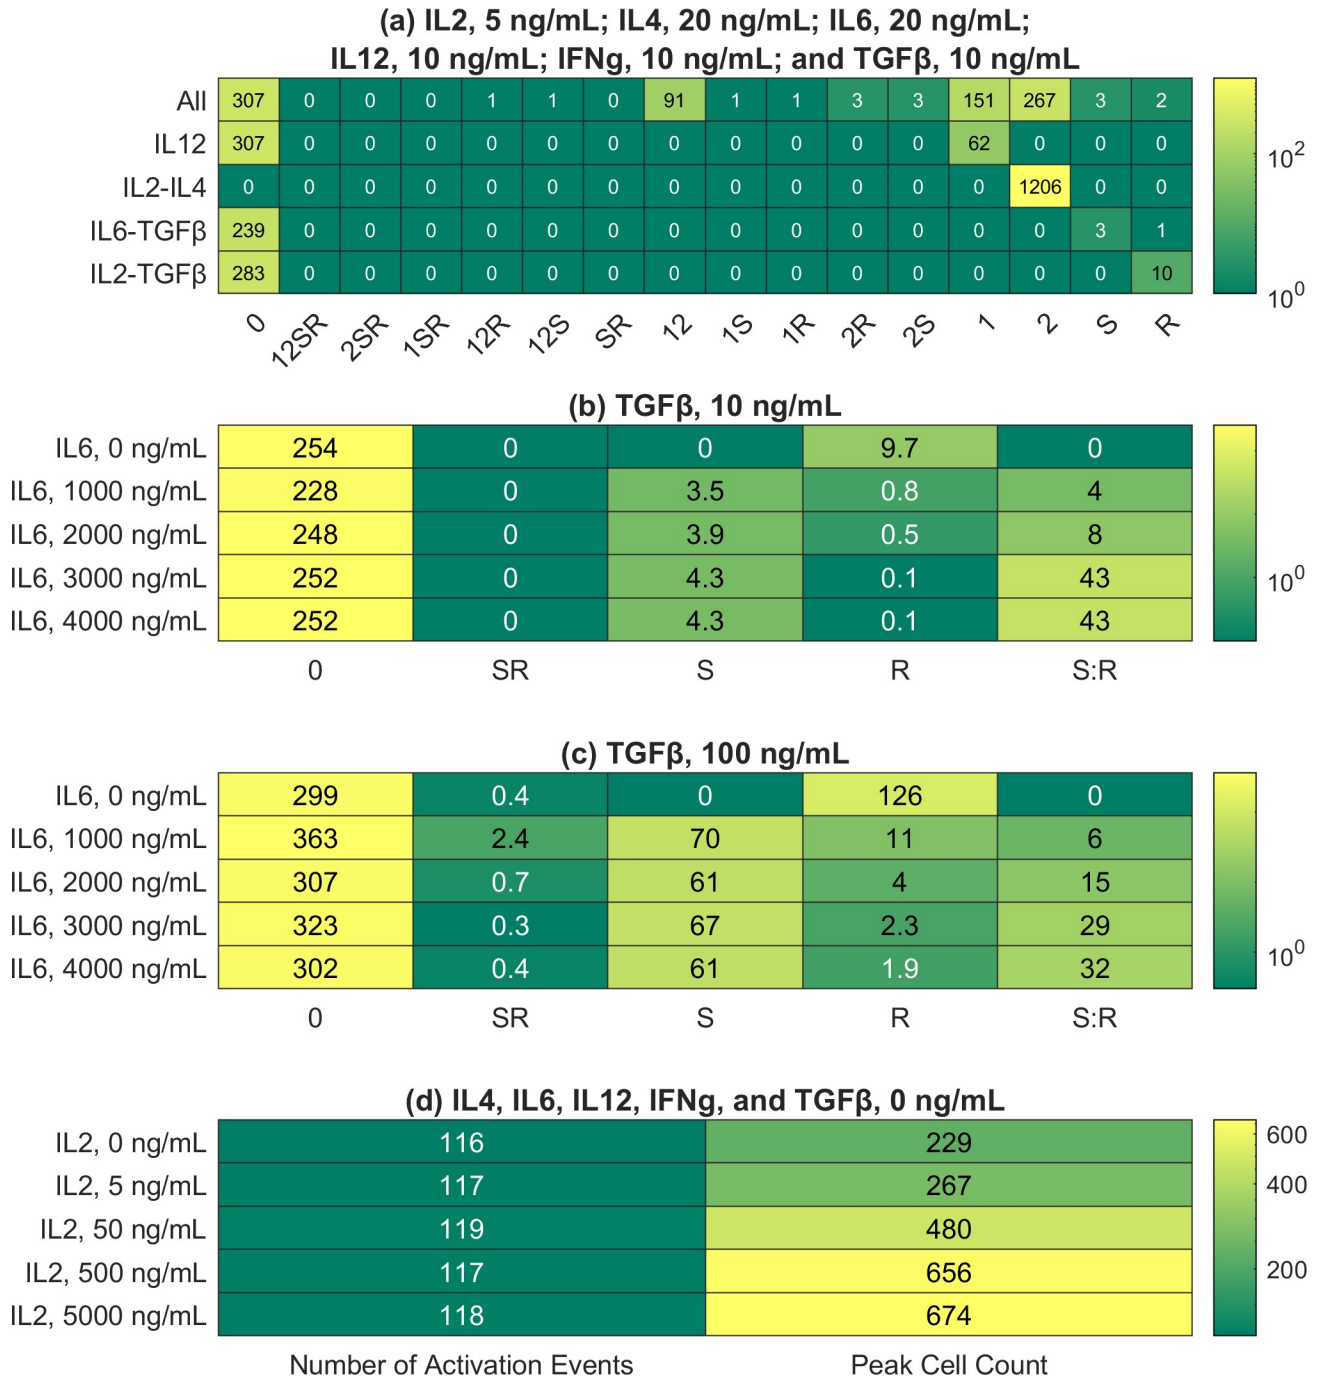 (a) IL2, 5 ng/mL; IL4, 20 ng/mL; IL6, 20 ng/mL;
IL12, 10 ng/mL; IFNg, 10 ng/mL; and TGFβ, 10 ng/mL
All 307 0 0 0 1 1 0 91 1 1 3 3 151 267 3 2
IL12 307 0 0 0 0 0 0 0 0 0 0 0 62 0 0 0
IL2-IL4 0 0 0 0 0 0 0 0 0 0 0 0 0 1206 0 0
IL6-TGFβ 239 0 0 0 0 0 0 0 0 0 0 0 0 0 3 1
IL2-TGFβ 283 0 0 0 0 0 0 0 0 0 0 0 0 0 0 10
0 12SR 2SR 1SR 12R 12S SR 12 1S 1R 2R 2S 1 2 S R
10²
10⁰
(b) TGFβ, 10 ng/mL
IL6, 0 ng/mL 254 0 0 9.7 0
IL6, 1000 ng/mL 228 0 3.5 0.8 4
IL6, 2000 ng/mL 248 0 3.9 0.5 8
IL6, 3000 ng/mL 252 0 4.3 0.1 43
IL6, 4000 ng/mL 252 0 4.3 0.1 43
0 SR S R S:R
10⁰
(c) TGFβ, 100 ng/mL
IL6, 0 ng/mL 299 0.4 0 126 0
IL6, 1000 ng/mL 363 2.4 70 11 6
IL6, 2000 ng/mL 307 0.7 61 4 15
IL6, 3000 ng/mL 323 0.3 67 2.3 29
IL6, 4000 ng/mL 302 0.4 61 1.9 32
0 SR S R S:R
10⁰
(d) IL4, IL6, IL12, IFNg, and TGFβ, 0 ng/mL
IL2, 0 ng/mL 116 229
IL2, 5 ng/mL 117 267
IL2, 50 ng/mL 119 480
IL2, 500 ng/mL 117 656
IL2, 5000 ng/mL 118 674
Number of Activation Events Peak Cell Count
600
400
200